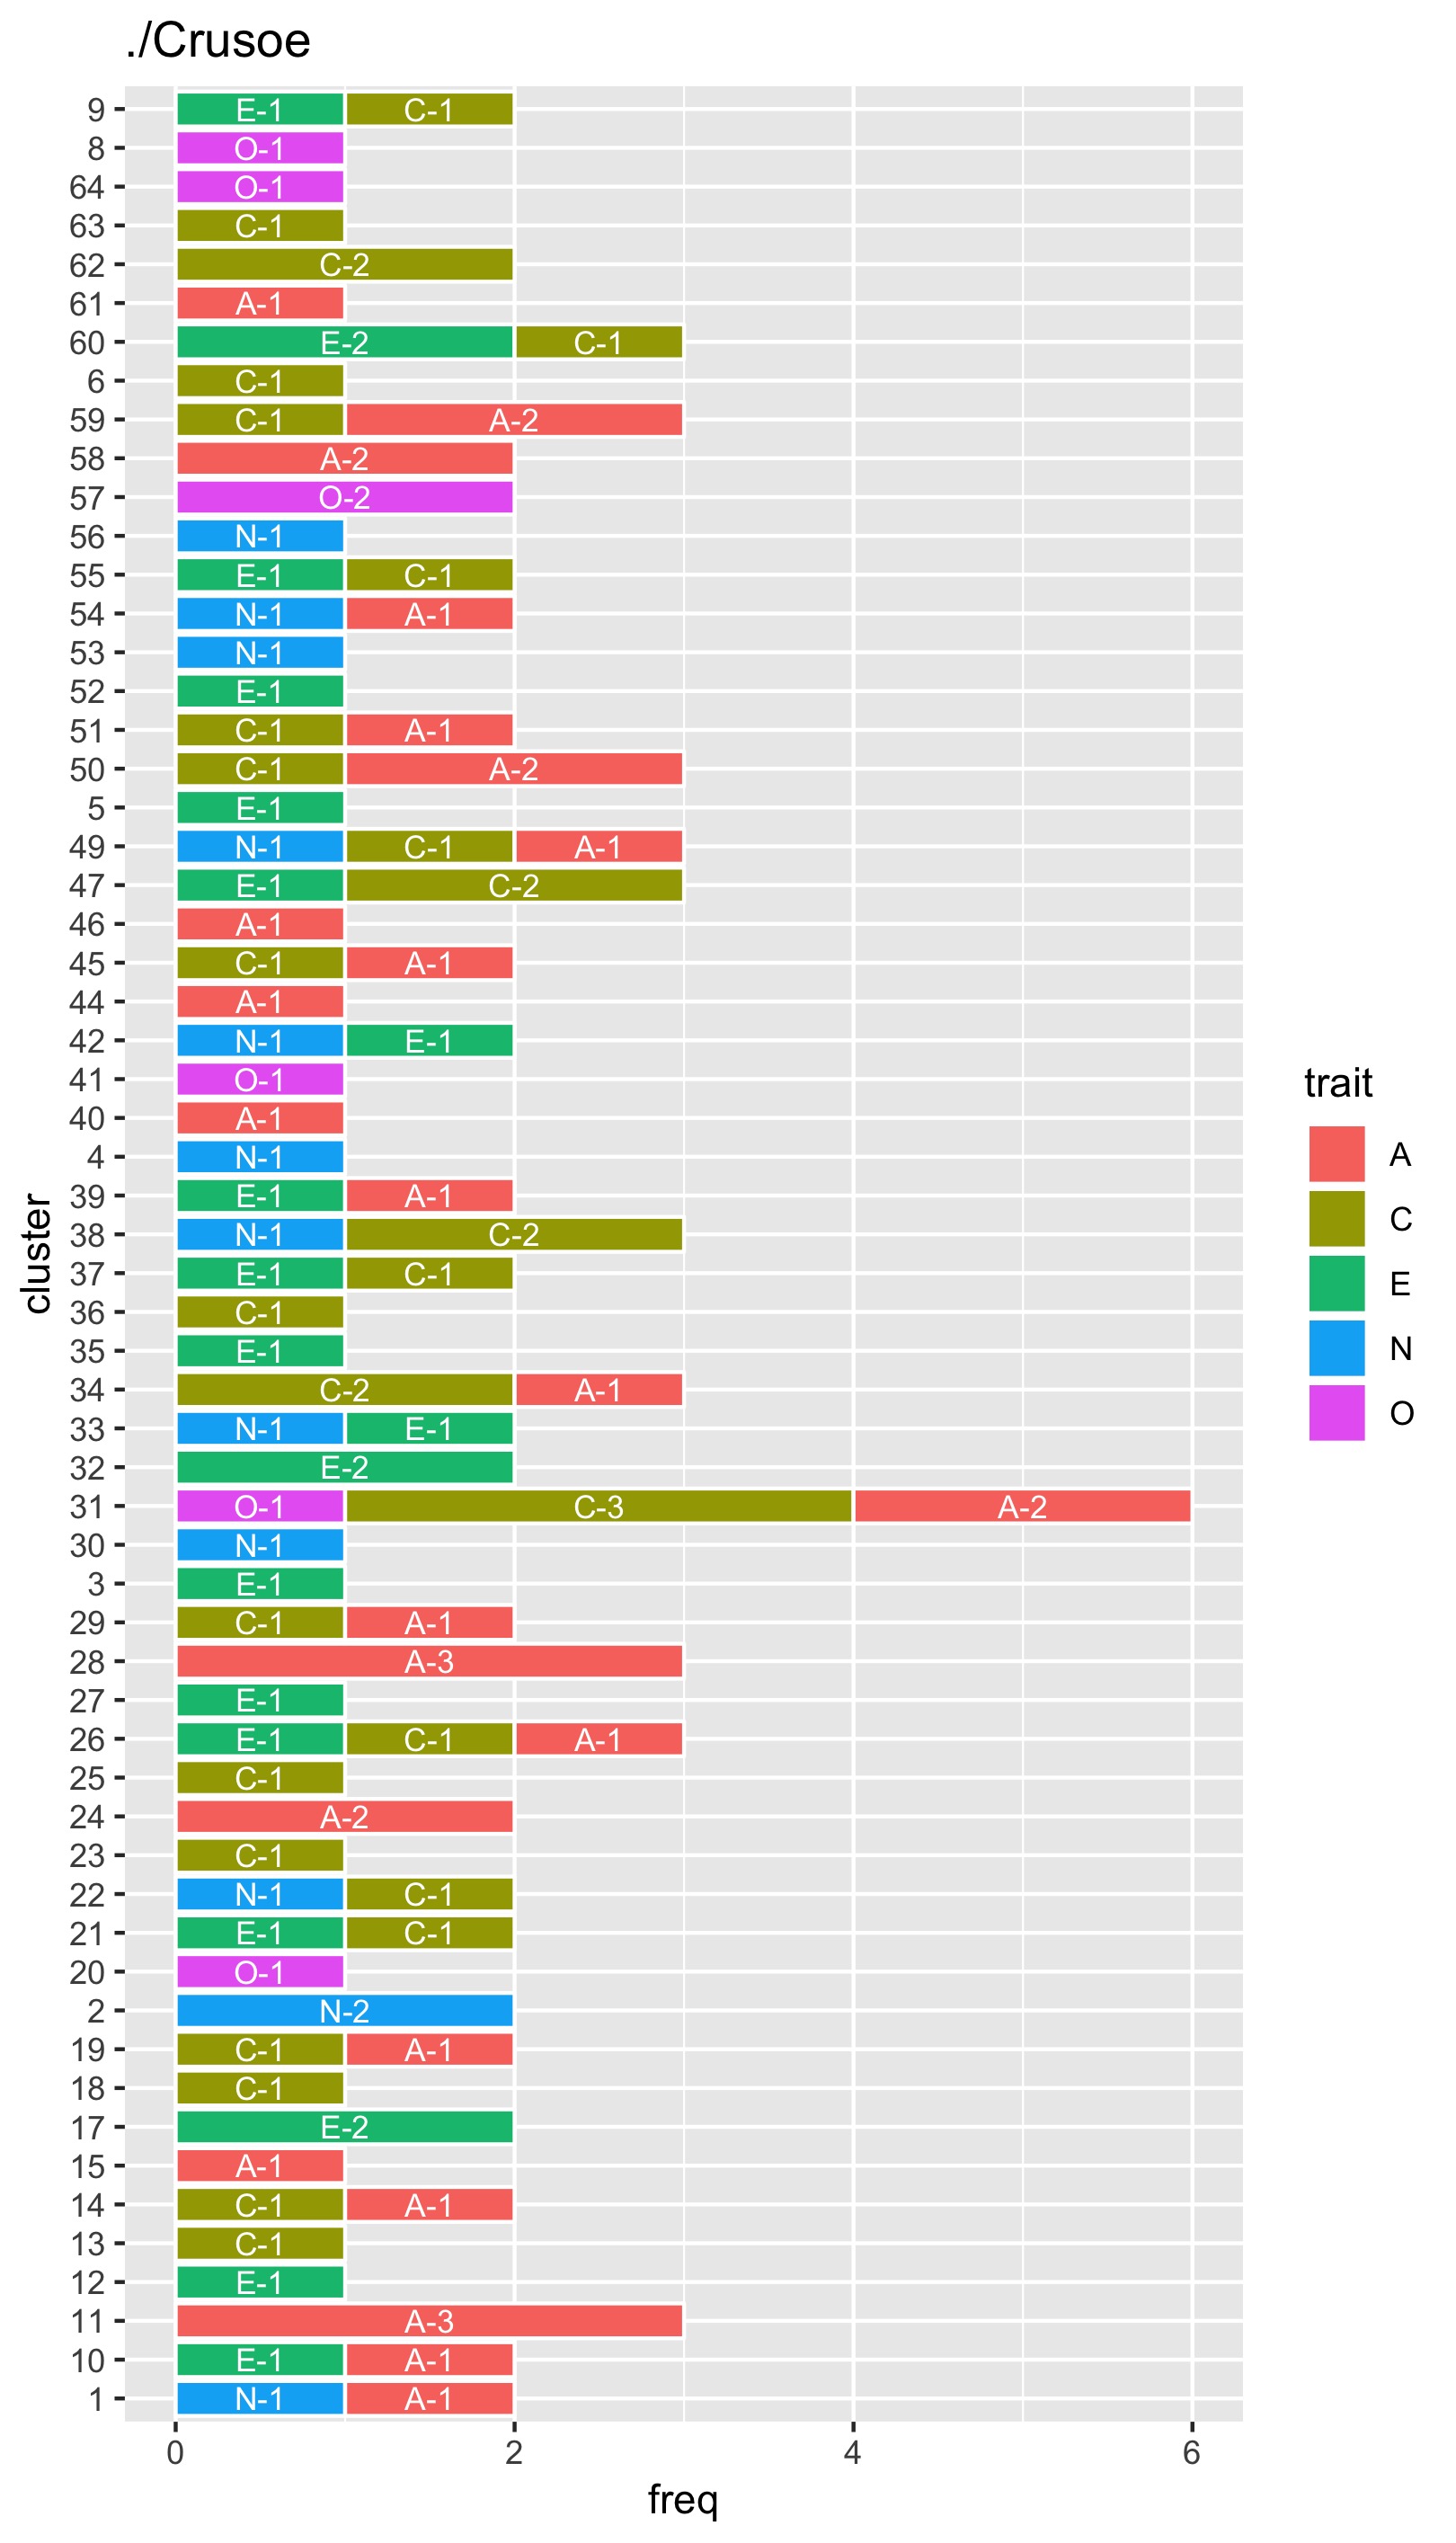 ./Crusoe
9 E-1 C-1
8 O-1
64 O-1
63 C-1
62 C-2
61 A-1
60 E-2 C-1
6 C-1
59 C-1 A-2
58 A-2
57 O-2
56 N-1
55 E-1 C-1
54 N-1 A-1
53 N-1
52 E-1
51 C-1 A-1
50 C-1 A-2
5 E-1
49 N-1 C-1 A-1
47 E-1 C-2
46 A-1
45 C-1 A-1
44 A-1
42 N-1 E-1
41 O-1
40 A-1
4 N-1
39 E-1 A-1
38 N-1 C-2
37 E-1 C-1
36 C-1
35 E-1
34 C-2 A-1
33 N-1 E-1
32 E-2
31 O-1 C-3 A-2
30 N-1
3 E-1
29 C-1 A-1
28 A-3
27 E-1
26 E-1 C-1 A-1
25 C-1
24 A-2
23 C-1
22 N-1 C-1
21 E-1 C-1
20 O-1
2 N-2
19 C-1 A-1
18 C-1
17 E-2
15 A-1
14 C-1 A-1
13 C-1
12 E-1
11 A-3
10 E-1 A-1
1 N-1 A-1
0 2 4 6
freq
cluster
trait
A
C
E
N
O